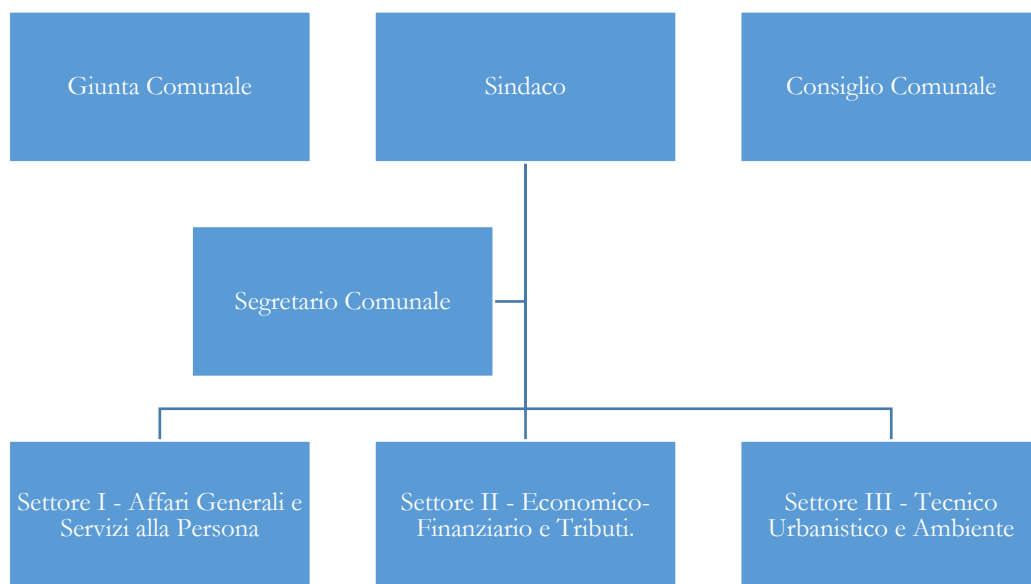 Giunta Comunale
Sindaco
Consiglio Comunale
Segretario Comunale
Settore I - Affari Generali e
Servizi alla Persona
Settore II - Economico-
Finanziario e Tributi.
Settore III - Tecnico
Urbanistico e Ambiente